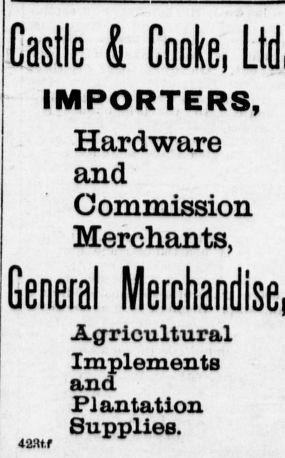 Castle & Cooke, Ltd.
IMPORTERS,
Hardware
and
Commission
Merchants,
General Merchandise,
Agricultural
Implements
and
Plantation
Supplies.
423tf